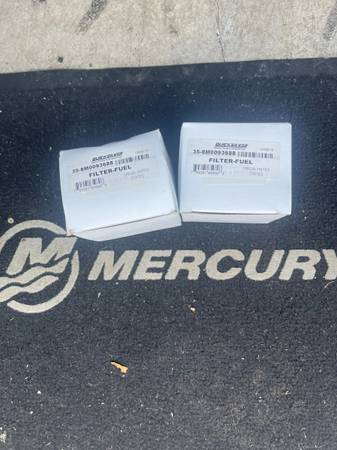 QUICKSILVER
35-8M0093688
FILTER-FUEL
QUICKSILVER
35-8M0093688
FILTER-FUEL
MERCURY